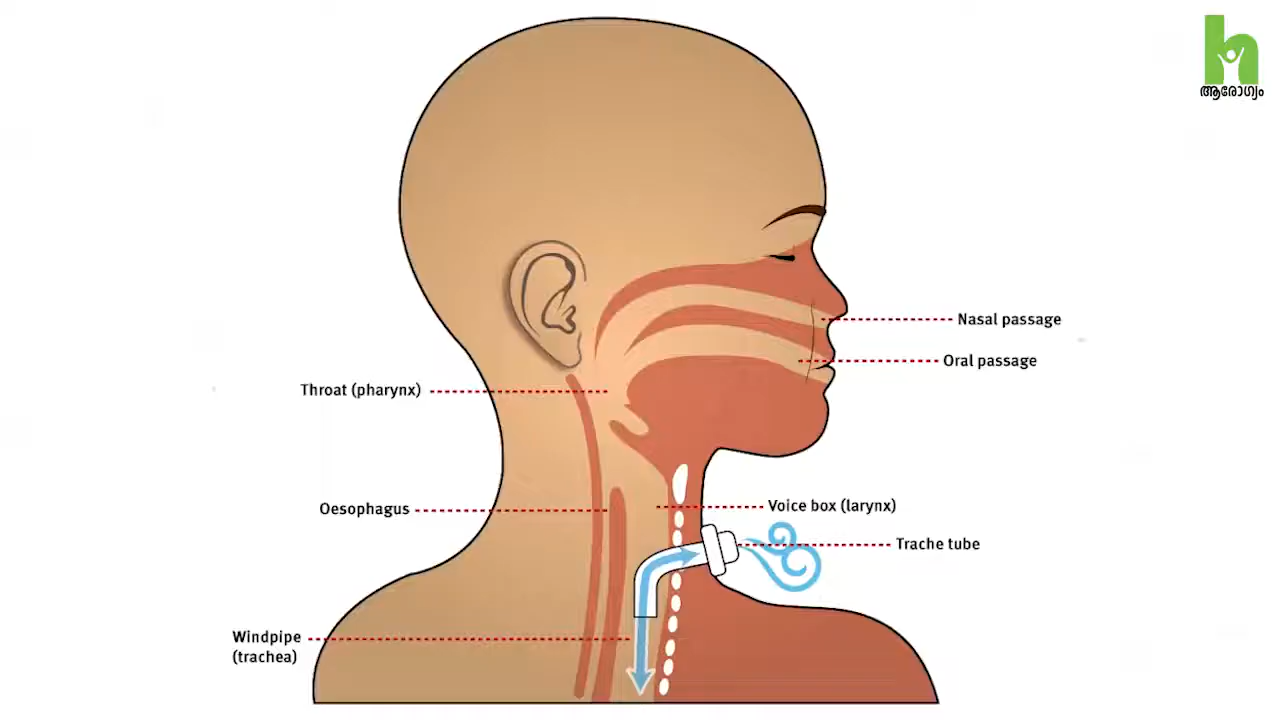 ആരോഗ്യം
Nasal passage
Oral passage
Throat (pharynx)
Oesophagus
Voice box (larynx)
Trache tube
Windpipe
(trachea)